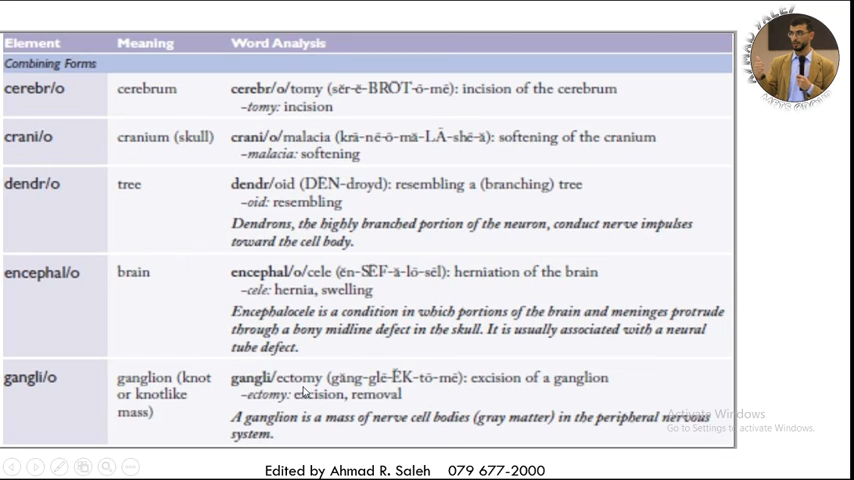 Element Meaning Word Analysis
Combining Forms
cerebr/o cerebrum cerebr/o/tomy (sĕr-ĕ-BRŎT-ō-mē): incision of the cerebrum
–tomy: incision
crani/o cranium (skull) crani/o/malacia (krā-nē-ō-mă-LĀ-shē-ă): softening of the cranium
–malacia: softening
dendr/o tree dendr/oid (DĔN-droyd): resembling a (branching) tree
–oid: resembling
Dendrons, the highly branched portion of the neuron, conduct nerve impulses
toward the cell body.
encephal/o brain encephal/o/cele (ĕn-SĔF-ă-lō-sēl): herniation of the brain
–cele: hernia, swelling
Encephalocele is a condition in which portions of the brain and meninges protrude
through a bony midline defect in the skull. It is usually associated with a neural
tube defect.
gangli/o ganglion (knot gangli/ectomy (găng-glē-ĔK-tō-mē): excision of a ganglion
or knotlike –ectomy: excision, removal
mass) A ganglion is a mass of nerve cell bodies (gray matter) in the peripheral nervous
system.
Activate Windows
Go to Settings to activate Windows.
Edited by Ahmad R. Saleh 079 677-2000